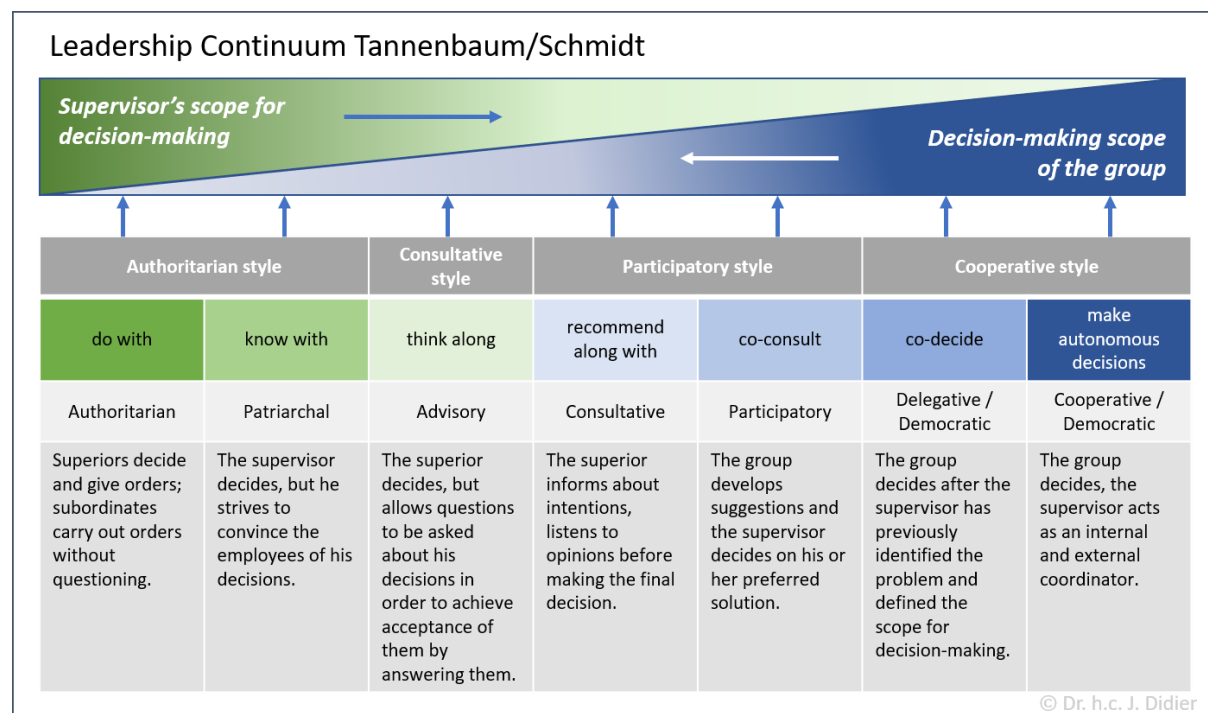 Leadership Continuum Tannenbaum/Schmidt
Supervisor's scope for
decision-making
Decision-making scope
of the group
Authoritarian style
Consultative
style
Participatory style
Cooperative style
do with
know with
think along
recommend
along with
co-consult
co-decide
make
autonomous
decisions
Authoritarian
Patriarchal
Advisory
Consultative
Participatory
Delegative /
Democratic
Cooperative /
Democratic
Superiors decide
and give orders;
subordinates
carry out orders
without
questioning.
The supervisor
decides, but he
strives to
convince the
employees of his
decisions.
The superior
decides, but
allows questions
to be asked
about his
decisions in
order to achieve
acceptance of
them by
answering them.
The superior
informs about
intentions,
listens to
opinions before
making the final
decision.
The group
develops
suggestions and
the supervisor
decides on his or
her preferred
solution.
The group
decides after the
supervisor has
previously
identified the
problem and
defined the
scope for
decision-making.
The group
decides, the
supervisor acts
as an internal
and external
coordinator.
© Dr. h.c. J. Didier